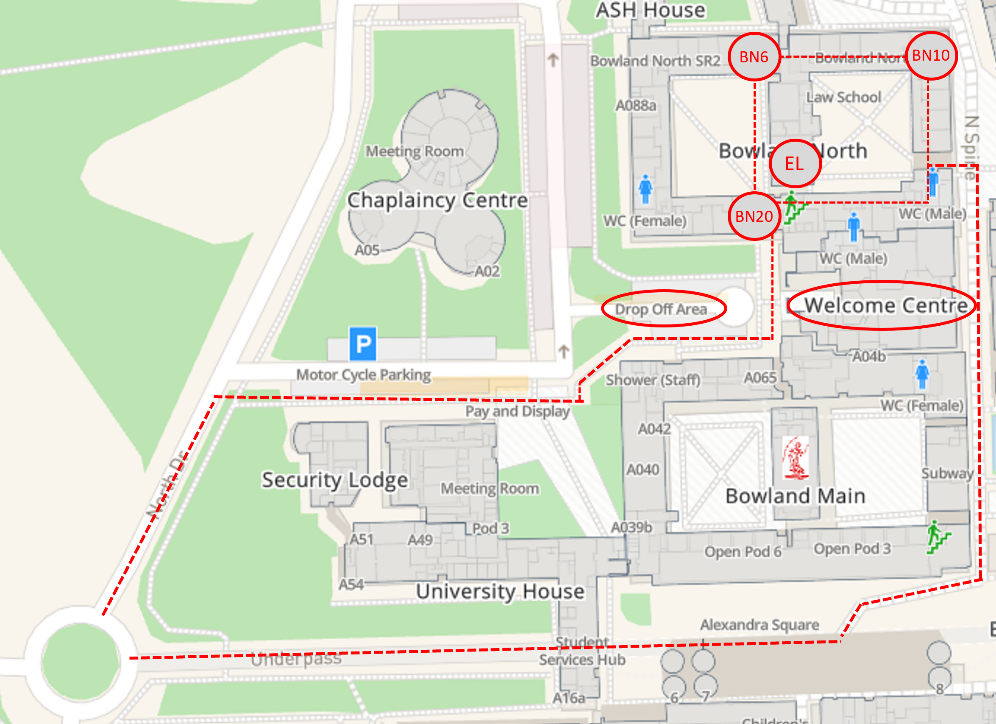 ASH House
BN6
Bowland Nor
BN10
Bowland North SR2
Law School
A088a
N Spine
Meeting Room
Bowland North
EL
Chaplaincy Centre
WC (Female)
BN20
WC (Male)
A05
A02
WC (Male)
Drop Off Area
Welcome Centre
P
Motor Cycle Parking
A04b
Shower (Staff)
A065
Pay and Display
WC (Female)
A042
Security Lodge
A040
Subway
Meeting Room
Bowland Main
North Dr
Pod 3
A039b
A51
A49
Open Pod 6
Open Pod 3
A54
University House
Alexandra Square
Student
Services Hub
Underpass
A16a
6
7
8
Children's